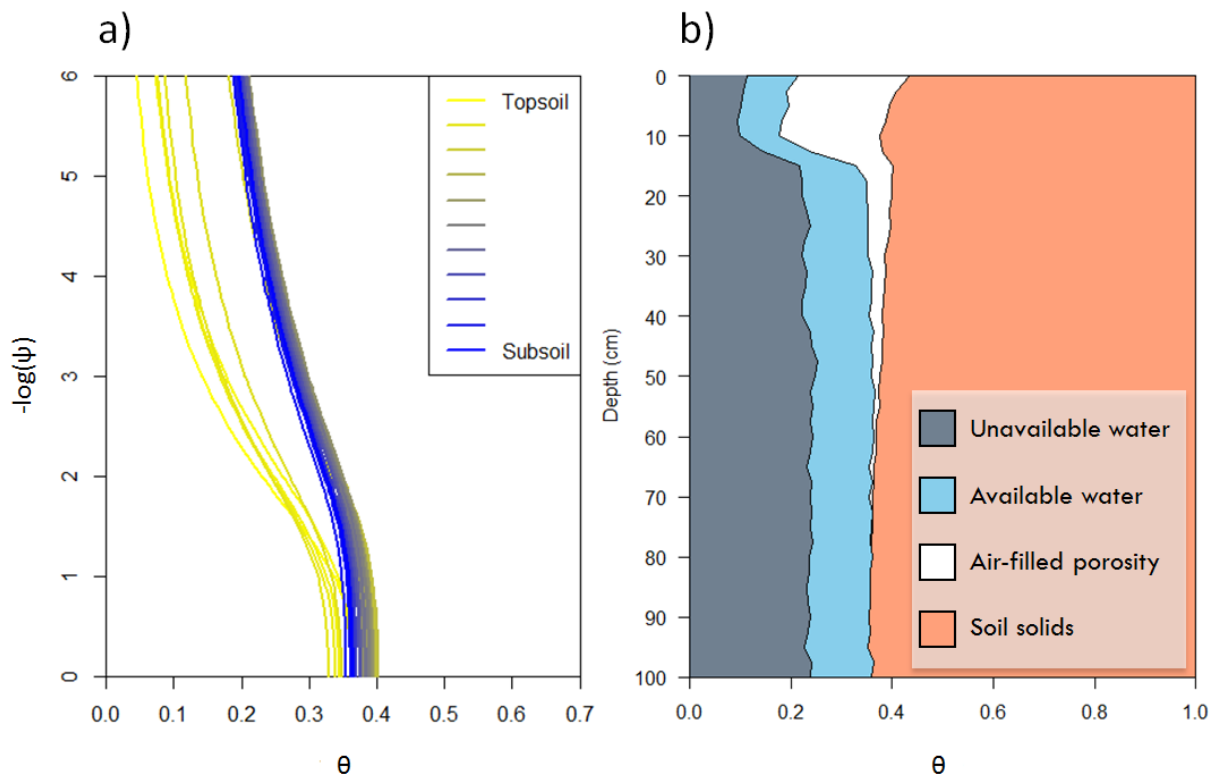 a)
6
5
4
3
2
1
0
-log(ψ)
0.0 0.1 0.2 0.3 0.4 0.5 0.6 0.7
θ
Topsoil
Subsoil
b)
0
10
20
30
40
50
60
70
80
90
100
Depth (cm)
0.0 0.2 0.4 0.6 0.8 1.0
θ
Unavailable water
Available water
Air-filled porosity
Soil solids